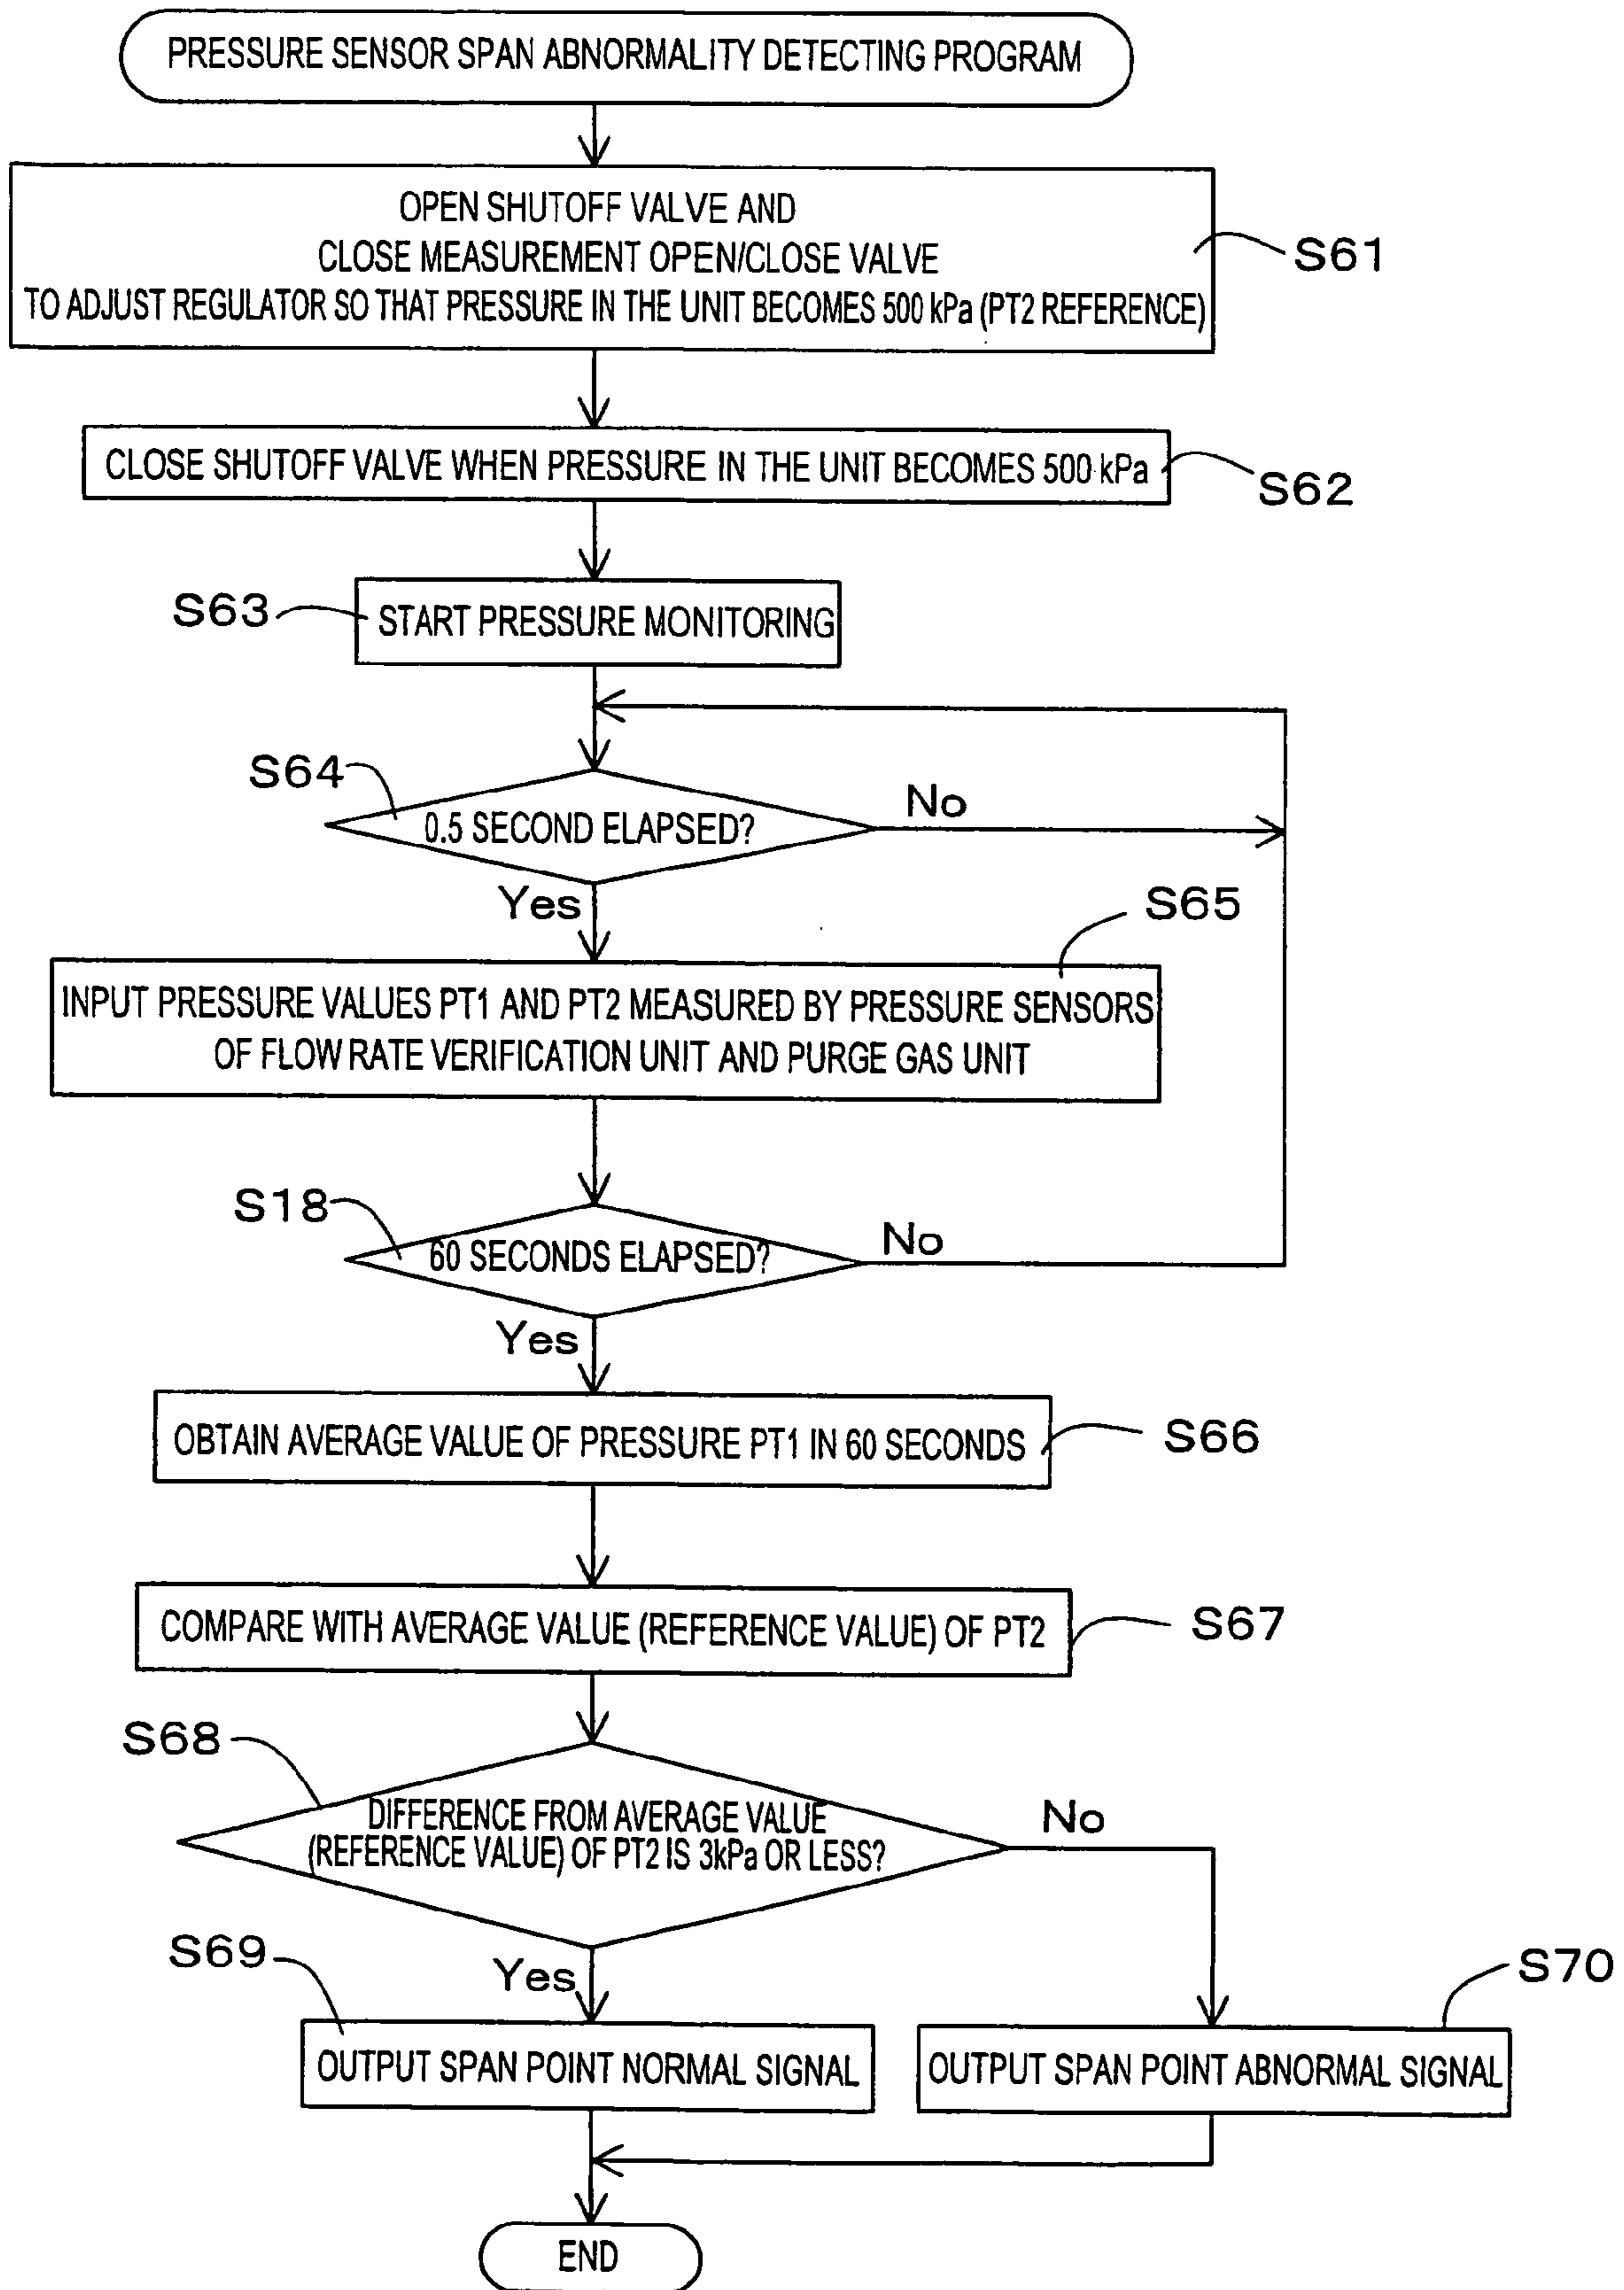 PRESSURE SENSOR SPAN ABNORMALITY DETECTING PROGRAM
OPEN SHUTOFF VALVE AND
CLOSE MEASUREMENT OPEN/CLOSE VALVE
TO ADJUST REGULATOR SO THAT PRESSURE IN THE UNIT BECOMES 500 kPa (PT2 REFERENCE)
S61
CLOSE SHUTOFF VALVE WHEN PRESSURE IN THE UNIT BECOMES 500 kPa
S62
S63
START PRESSURE MONITORING
S64
0.5 SECOND ELAPSED?
No
Yes
S65
INPUT PRESSURE VALUES PT1 AND PT2 MEASURED BY PRESSURE SENSORS
OF FLOW RATE VERIFICATION UNIT AND PURGE GAS UNIT
S18
60 SECONDS ELAPSED?
No
Yes
OBTAIN AVERAGE VALUE OF PRESSURE PT1 IN 60 SECONDS
S66
COMPARE WITH AVERAGE VALUE (REFERENCE VALUE) OF PT2
S67
S68
DIFFERENCE FROM AVERAGE VALUE
(REFERENCE VALUE) OF PT2 IS 3kPa OR LESS?
No
Yes
S69
OUTPUT SPAN POINT NORMAL SIGNAL
S70
OUTPUT SPAN POINT ABNORMAL SIGNAL
END